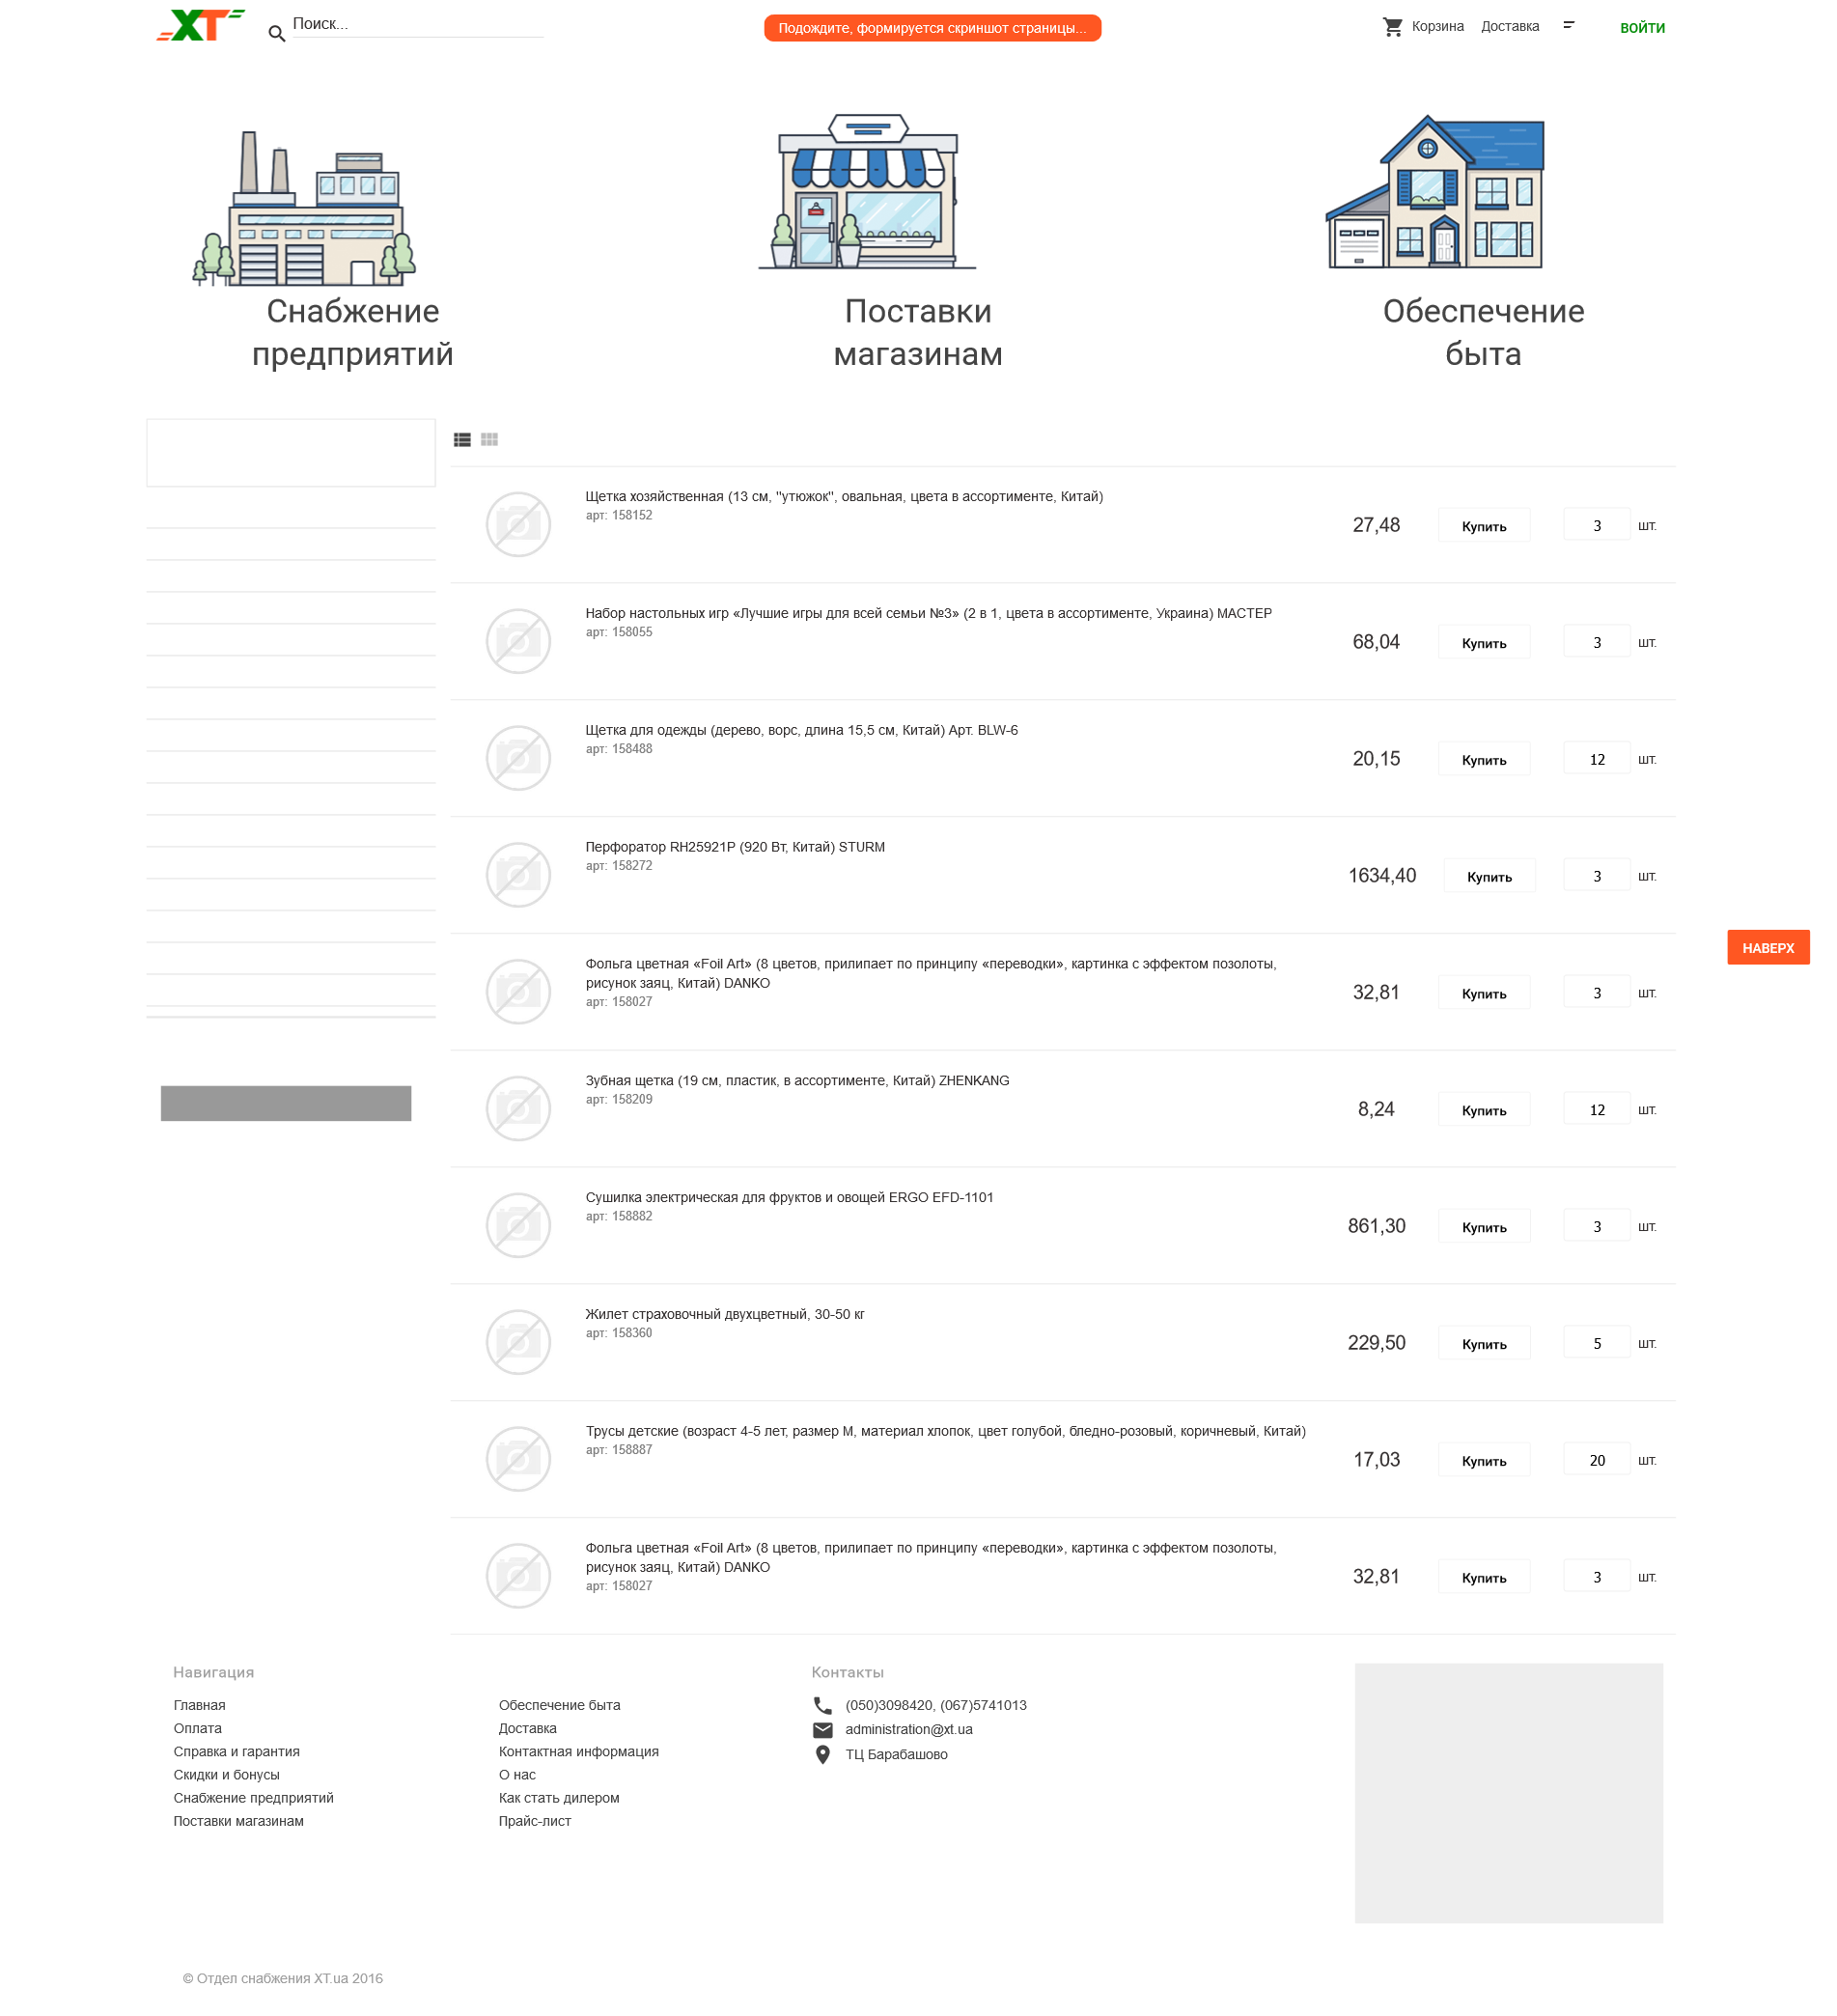 XT
Поиск...
Подождите, формируется скриншот страницы...
Корзина
Доставка
ВОЙТИ
Снабжение
предприятий
Поставки
магазинам
Обеспечение
быта
Щетка хозяйственная (13 см, "утюжок", овальная, цвета в ассортименте, Китай)
арт: 158152
27,48 Купить 3 шт.
Набор настольных игр «Лучшие игры для всей семьи №3» (2 в 1, цвета в ассортименте, Украина) МАСТЕР
арт: 158055
68,04 Купить 3 шт.
Щетка для одежды (дерево, ворс, длина 15,5 см, Китай) Арт. BLW-6
арт: 158488
20,15 Купить 12 шт.
Перфоратор RH25921P (920 Вт, Китай) STURM
арт: 158272
1634,40 Купить 3 шт.
НАВЕРХ
Фольга цветная «Foil Art» (8 цветов, прилипает по принципу «переводки», картинка с эффектом позолоты,
рисунок заяц, Китай) DANKO
арт: 158027
32,81 Купить 3 шт.
Зубная щетка (19 см, пластик, в ассортименте, Китай) ZHENKANG
арт: 158209
8,24 Купить 12 шт.
Сушилка электрическая для фруктов и овощей ERGO EFD-1101
арт: 158882
861,30 Купить 3 шт.
Жилет страховочный двухцветный, 30-50 кг
арт: 158360
229,50 Купить 5 шт.
Трусы детские (возраст 4-5 лет, размер M, материал хлопок, цвет голубой, бледно-розовый, коричневый, Китай)
арт: 158887
17,03 Купить 20 шт.
Фольга цветная «Foil Art» (8 цветов, прилипает по принципу «переводки», картинка с эффектом позолоты,
рисунок заяц, Китай) DANKO
арт: 158027
32,81 Купить 3 шт.
Навигация
Главная
Оплата
Справка и гарантия
Скидки и бонусы
Снабжение предприятий
Поставки магазинам
Обеспечение быта
Доставка
Контактная информация
О нас
Как стать дилером
Прайс-лист
Контакты
(050)3098420, (067)5741013
administration@xt.ua
ТЦ Барабашово
© Отдел снабжения XT.ua 2016